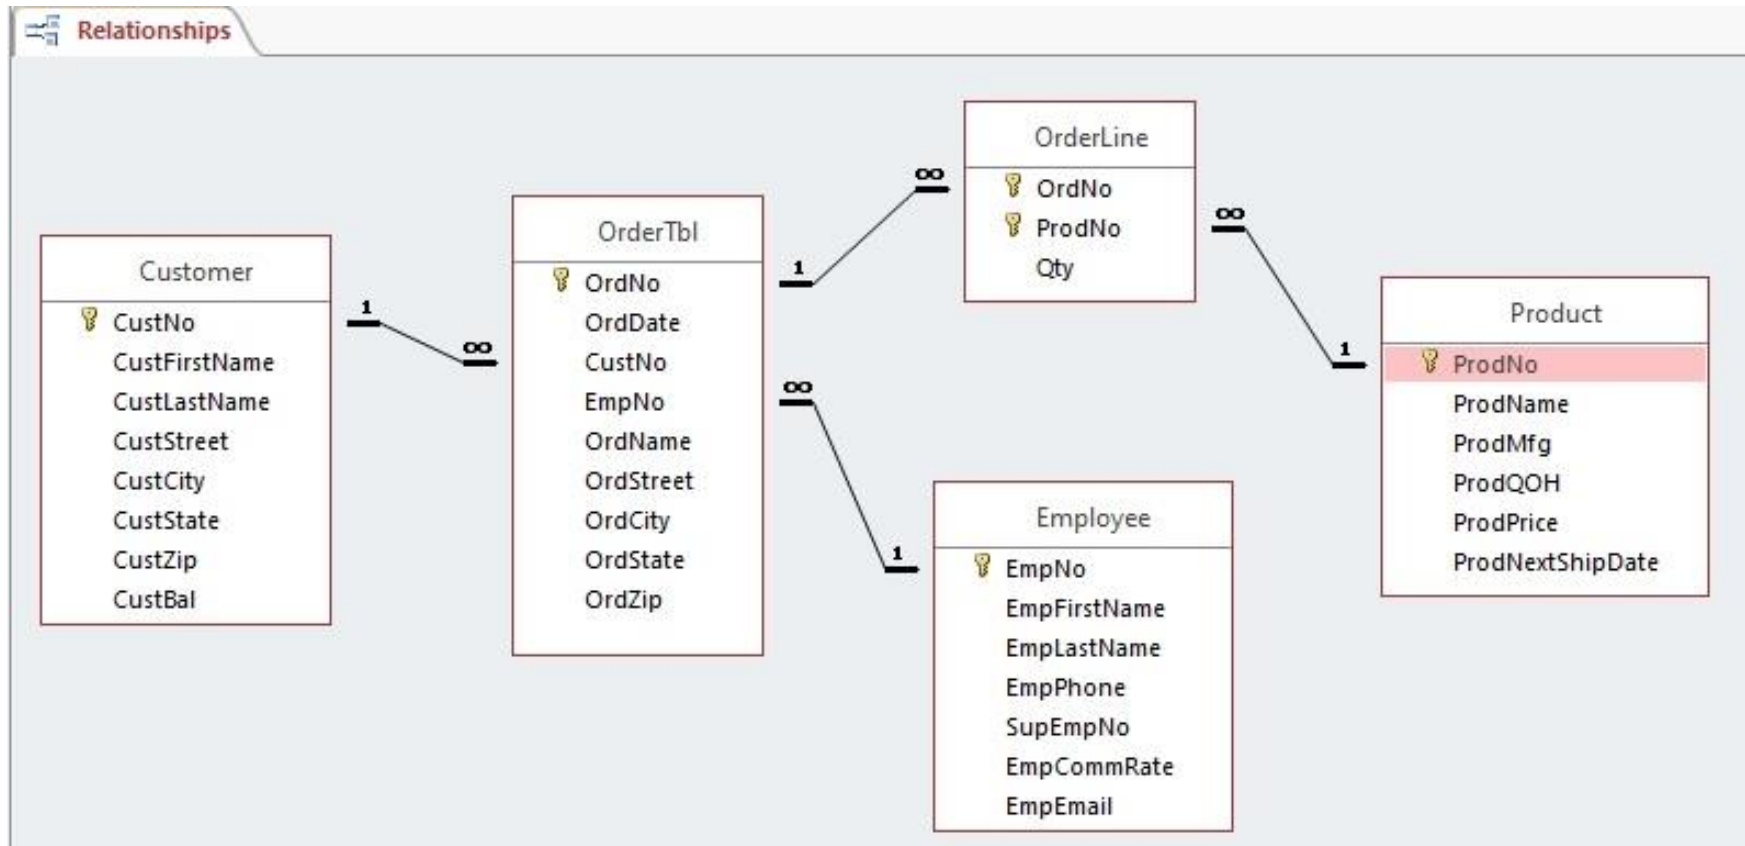 Relationships
Customer
CustNo
CustFirstName
CustLastName
CustStreet
CustCity
CustState
CustZip
CustBal
1
∞
OrderTbl
OrdNo
OrdDate
CustNo
EmpNo
OrdName
OrdStreet
OrdCity
OrdState
OrdZip
1
∞
∞
1
OrderLine
OrdNo
ProdNo
Qty
∞
1
Employee
EmpNo
EmpFirstName
EmpLastName
EmpPhone
SupEmpNo
EmpCommRate
EmpEmail
Product
ProdNo
ProdName
ProdMfg
ProdQOH
ProdPrice
ProdNextShipDate